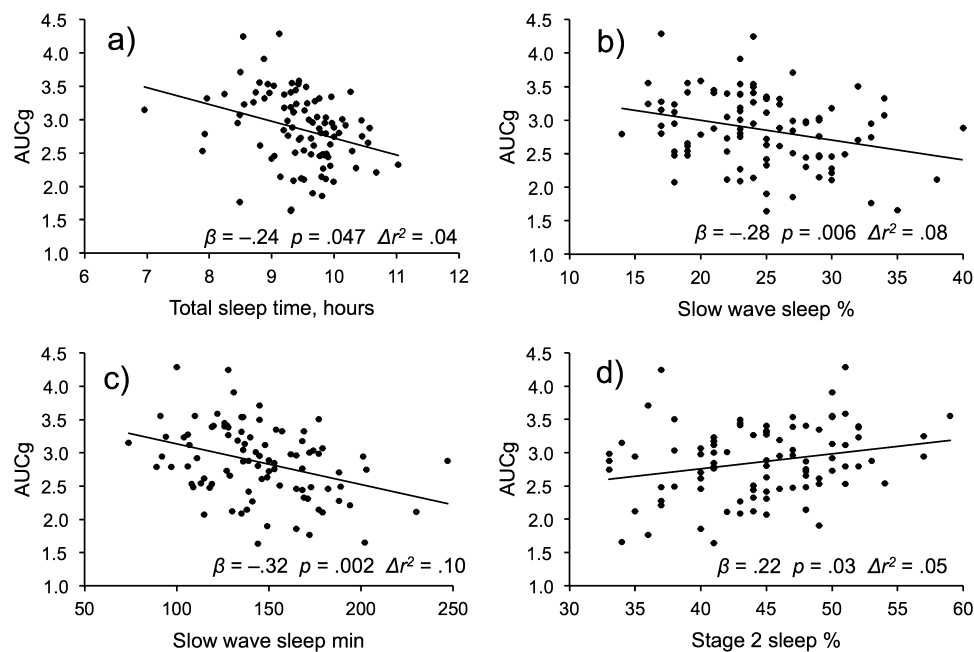 a)
4.5
4.0
3.5
3.0
2.5
2.0
1.5
1.0
AUCg
β = –.24 p = .047 Δr² = .04
6 7 8 9 10 11 12
Total sleep time, hours
b)
4.5
4.0
3.5
3.0
2.5
2.0
1.5
1.0
AUCg
β = –.28 p = .006 Δr² = .08
10 15 20 25 30 35 40
Slow wave sleep %
c)
4.5
4.0
3.5
3.0
2.5
2.0
1.5
1.0
AUCg
β = –.32 p = .002 Δr² = .10
50 100 150 200 250
Slow wave sleep min
d)
4.5
4.0
3.5
3.0
2.5
2.0
1.5
1.0
AUCg
β = .22 p = .03 Δr² = .05
30 35 40 45 50 55 60
Stage 2 sleep %